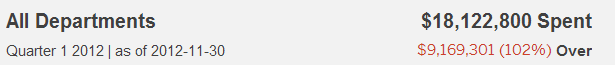 All Departments $18,122,800 Spent
Quarter 1 2012 | as of 2012-11-30 $9,169,301 (102%) Over